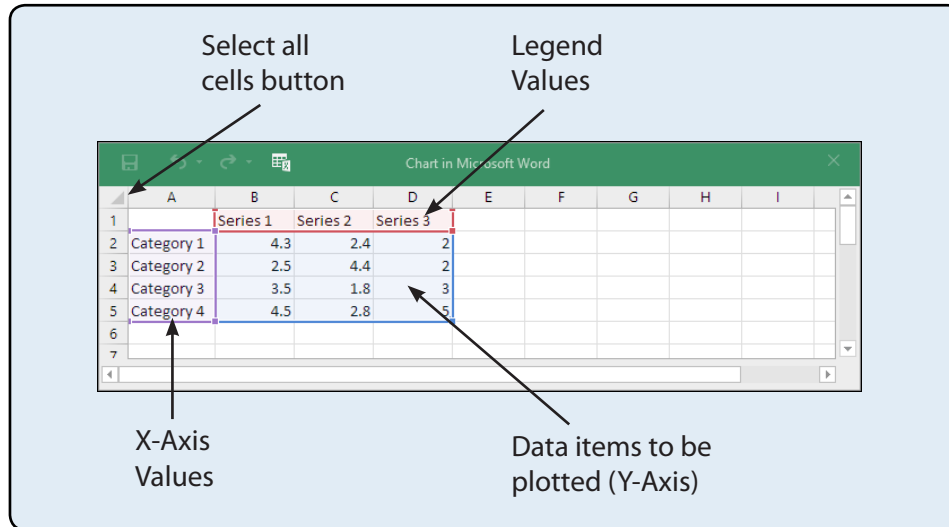 Select all
cells button
Legend
Values
Chart in Microsoft Word
A B C D E F G H I
1 Series 1 Series 2 Series 3
2 Category 1 4.3 2.4 2
3 Category 2 2.5 4.4 2
4 Category 3 3.5 1.8 3
5 Category 4 4.5 2.8 5
6
7
X-Axis
Values
Data items to be
plotted (Y-Axis)